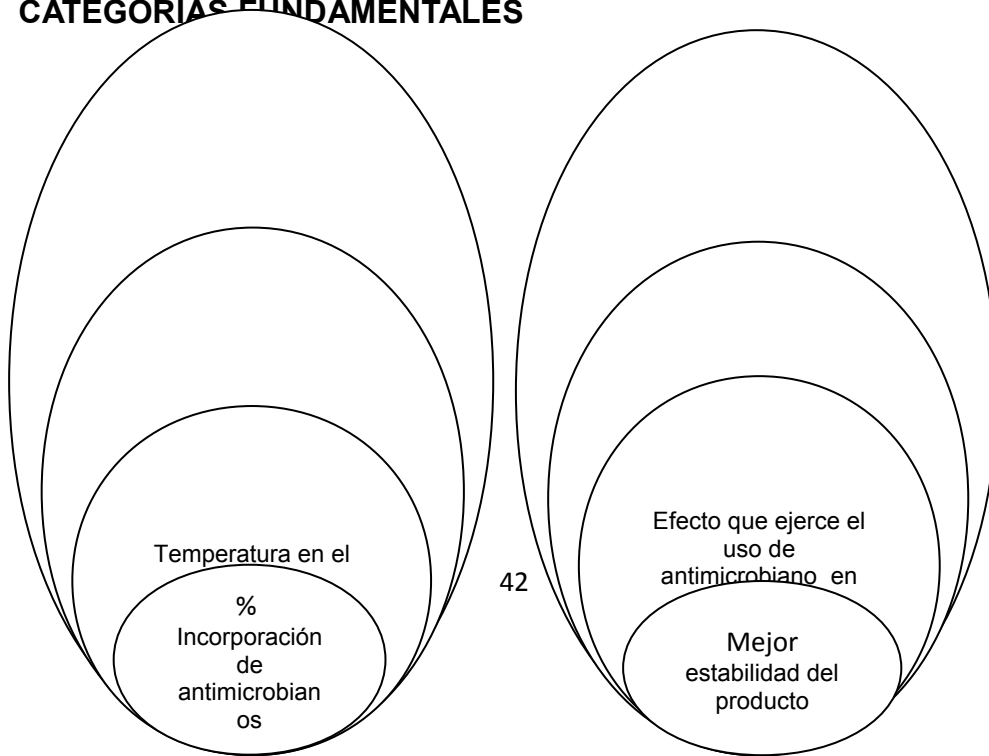 CATEGORÍAS FUNDAMENTALES
Temperatura en el
%
Incorporación
de
antimicrobian
os
42
Efecto que ejerce el
uso de
antimicrobiano en
Mejor
estabilidad del
producto